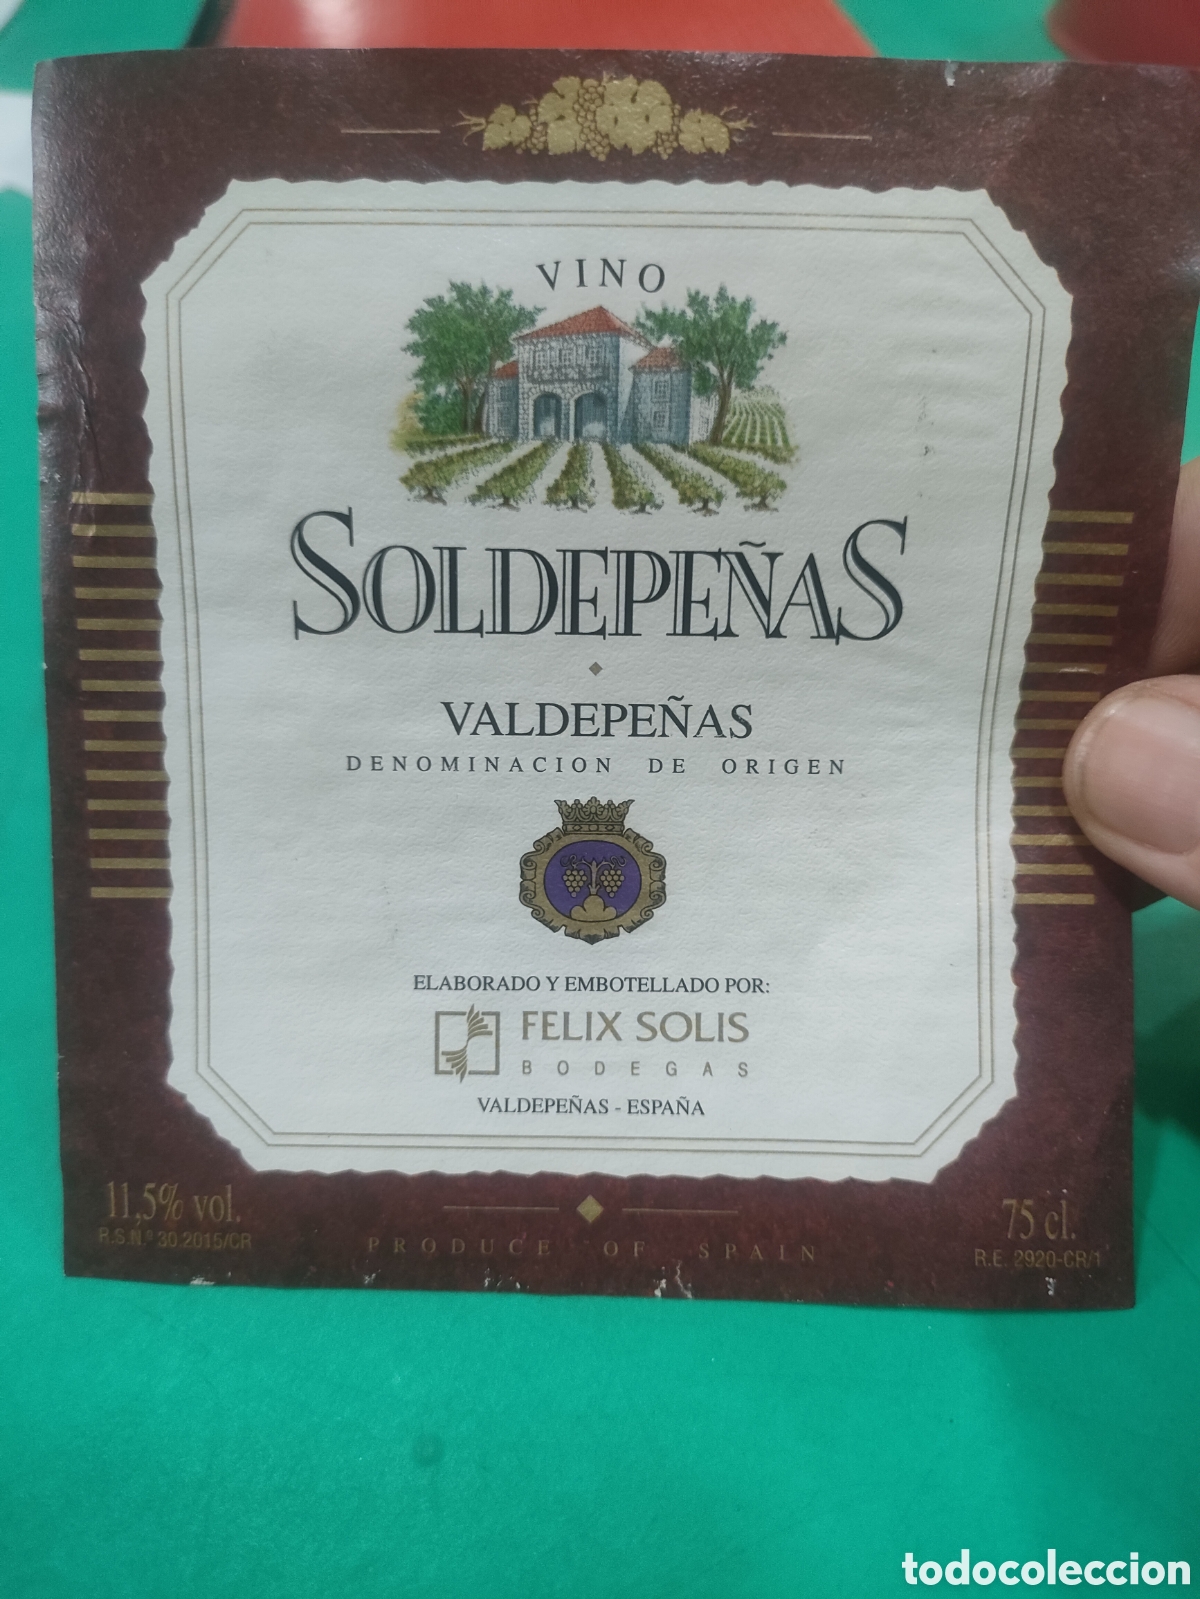 VINO
SOLDEPEÑAS
VALDEPEÑAS
DENOMINACION DE ORIGEN
ELABORADO Y EMBOTELLADO POR:
FELIX SOLIS
BODEGAS
VALDEPEÑAS - ESPAÑA
11,5% vol.
R.S.N.º 30.2015/CR
PRODUCE OF SPAIN
75 cl.
R.E. 2920-CR/1
todocoleccion